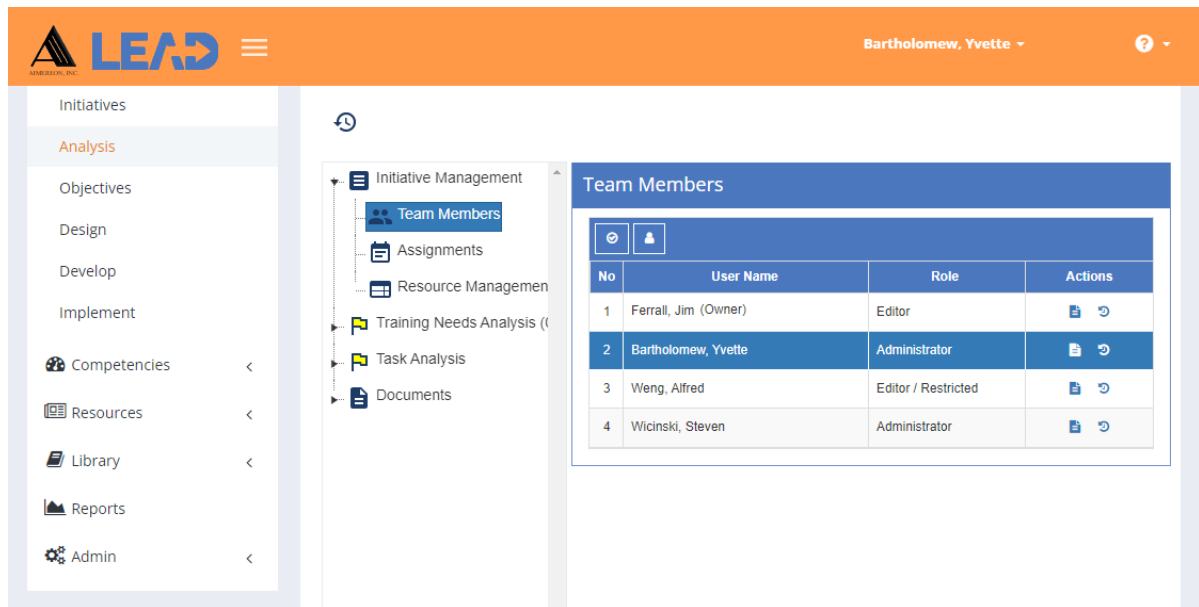 AIMEREON, INC.
LEAD
Bartholomew, Yvette
Initiatives
Analysis
Objectives
Design
Develop
Implement
Competencies
Resources
Library
Reports
Admin
Initiative Management
Team Members
Assignments
Resource Managemen
Training Needs Analysis (
Task Analysis
Documents
Team Members
No User Name Role Actions
1 Ferrall, Jim (Owner) Editor
2 Bartholomew, Yvette Administrator
3 Weng, Alfred Editor / Restricted
4 Wicinski, Steven Administrator